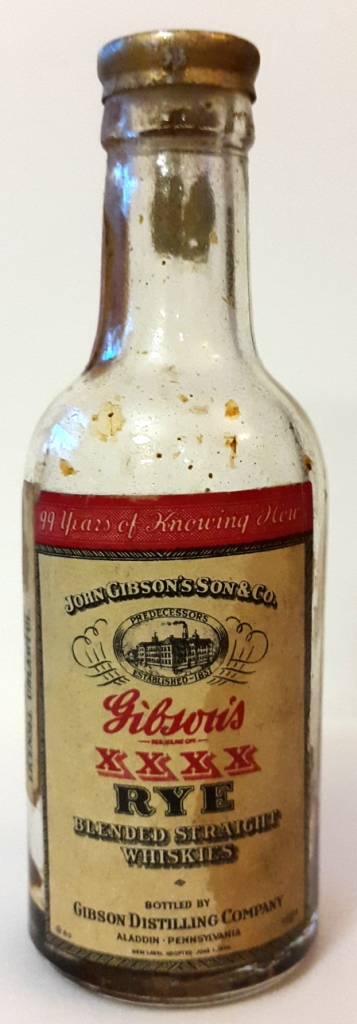 99 Years of Knowing How
JOHN GIBSON'S SON & CO.
PREDECESSORS
ESTABLISHED-1837
Gibson's
XXXX
RYE
BLENDED STRAIGHT
WHISKIES
BOTTLED BY
GIBSON DISTILLING COMPANY
ALADDIN · PENNSYLVANIA